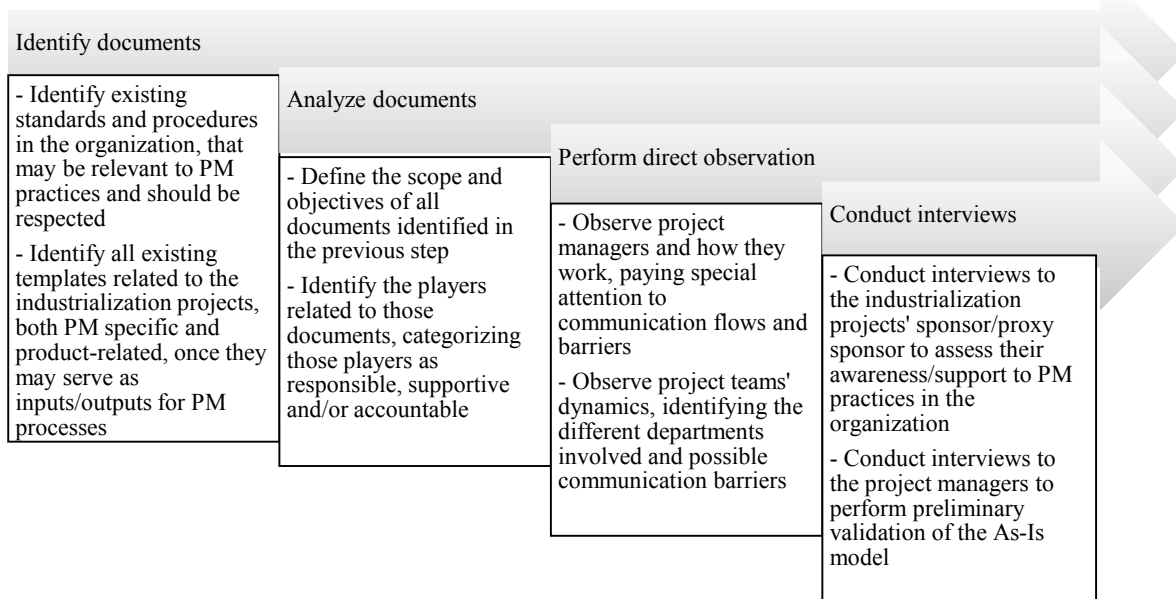 Identify documents
- Identify existing
standards and procedures
in the organization, that
may be relevant to PM
practices and should be
respected
- Identify all existing
templates related to the
industrialization projects,
both PM specific and
product-related, once they
may serve as
inputs/outputs for PM
processes
Analyze documents
- Define the scope and
objectives of all
documents identified in
the previous step
- Identify the players
related to those
documents, categorizing
those players as
responsible, supportive
and/or accountable
Perform direct observation
- Observe project
managers and how they
work, paying special
attention to
communication flows and
barriers
- Observe project teams'
dynamics, identifying the
different departments
involved and possible
communication barriers
Conduct interviews
- Conduct interviews to
the industrialization
projects' sponsor/proxy
sponsor to assess their
awareness/support to PM
practices in the
organization
- Conduct interviews to
the project managers to
perform preliminary
validation of the As-Is
model